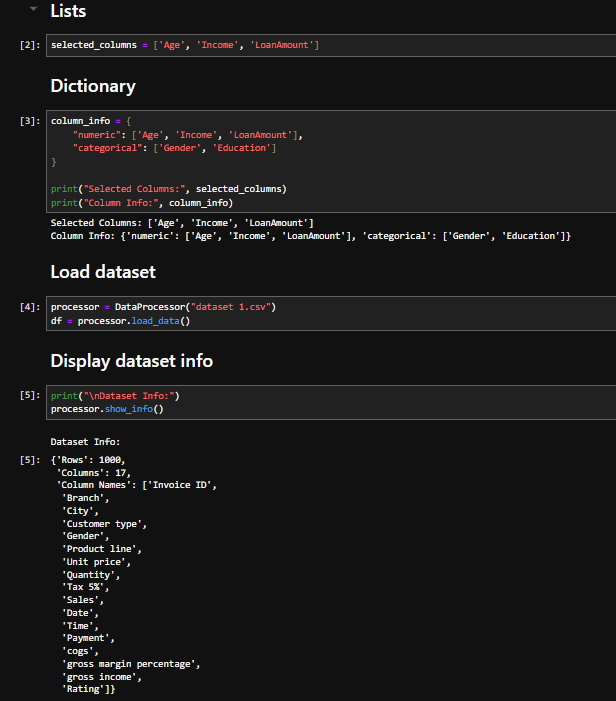 Lists
[2]: selected_columns = ['Age', 'Income', 'LoanAmount']
Dictionary
[3]: column_info = {
    "numeric": ['Age', 'Income', 'LoanAmount'],
    "categorical": ['Gender', 'Education']
}

print("Selected Columns:", selected_columns)
print("Column Info:", column_info)
Selected Columns: ['Age', 'Income', 'LoanAmount']
Column Info: {'numeric': ['Age', 'Income', 'LoanAmount'], 'categorical': ['Gender', 'Education']}
Load dataset
[4]: processor = DataProcessor("dataset 1.csv")
df = processor.load_data()
Display dataset info
[5]: print("\nDataset Info:")
processor.show_info()
Dataset Info:
[5]: {'Rows': 1000,
 'Columns': 17,
 'Column Names': ['Invoice ID',
  'Branch',
  'City',
  'Customer type',
  'Gender',
  'Product line',
  'Unit price',
  'Quantity',
  'Tax 5%',
  'Sales',
  'Date',
  'Time',
  'Payment',
  'cogs',
  'gross margin percentage',
  'gross income',
  'Rating']}